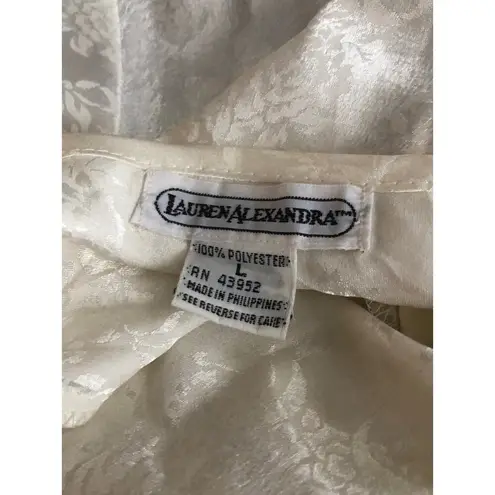 LAURENALEXANDRA™
100% POLYESTER
L
RN 43952
MADE IN PHILIPPINES
SEE REVERSE FOR CARE